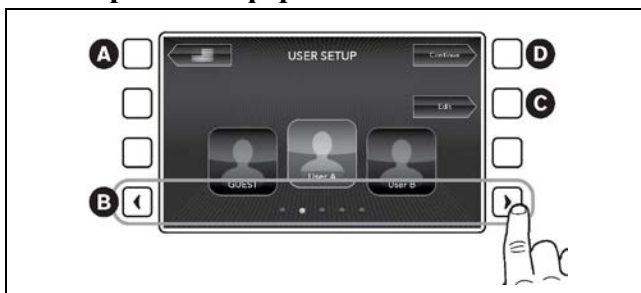 A
USER SETUP
Continue
D
Edit
C
GUEST
User A
User B
B